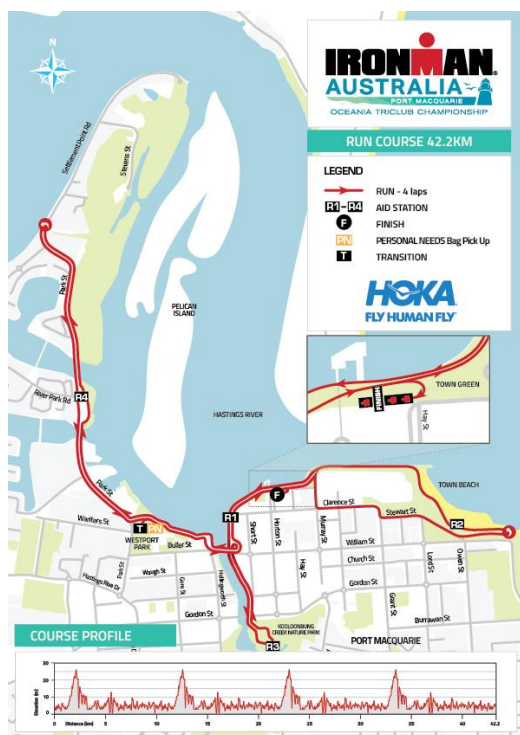 IRONMAN
AUSTRALIA
PORT MACQUARIE
OCEANIA TRICLUB CHAMPIONSHIP
RUN COURSE 42.2KM
LEGEND
RUN - 4 laps
R1-R4 AID STATION
F FINISH
PN PERSONAL NEEDS Bag Pick Up
T TRANSITION
HOKA
FLY HUMAN FLY
N
Settlement Point Rd
Stevens St
Park St
PELICAN
ISLAND
TOWN GREEN
FINISH
Hay St
River Park Rd
R4
HASTINGS RIVER
Park St
TOWN BEACH
F
Clarence St
Stewart St
R1
R2
Warlters St
T PN
WESTPORT
PARK
Buller St
Short St
Horton St
Murray St
William St
Church St
Lord St
Owen St
Park St
Waugh St
Hastings River Dr
Gore St
Hollingworth St
Hay St
Gordon St
Gordon St
Grant St
Burrawan St
KOOLOONBUNG
CREEK NATURE PARK
R3
PORT MACQUARIE
COURSE PROFILE
Elevation (m)
30
20
10
0
0
5
10
15
20
25
30
35
40
42.2
Distance (km)